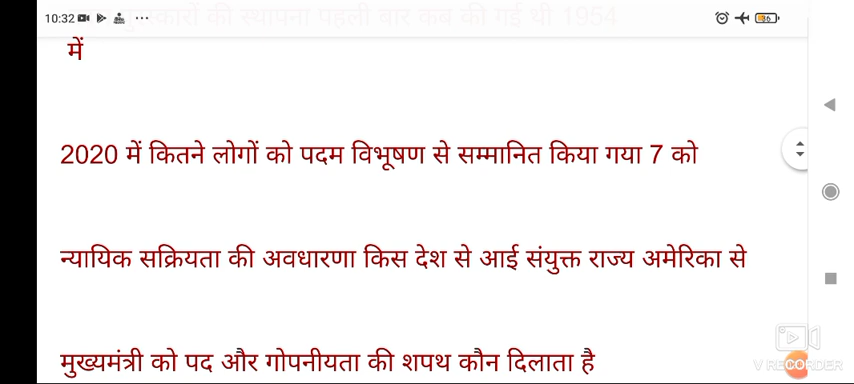 10:32
36
पुरस्कारों की स्थापना पहली बार कब की गई थी 1954
में
2020 में कितने लोगों को पदम विभूषण से सम्मानित किया गया 7 को
न्यायिक सक्रियता की अवधारणा किस देश से आई संयुक्त राज्य अमेरिका से
मुख्यमंत्री को पद और गोपनीयता की शपथ कौन दिलाता है
V RECORDER